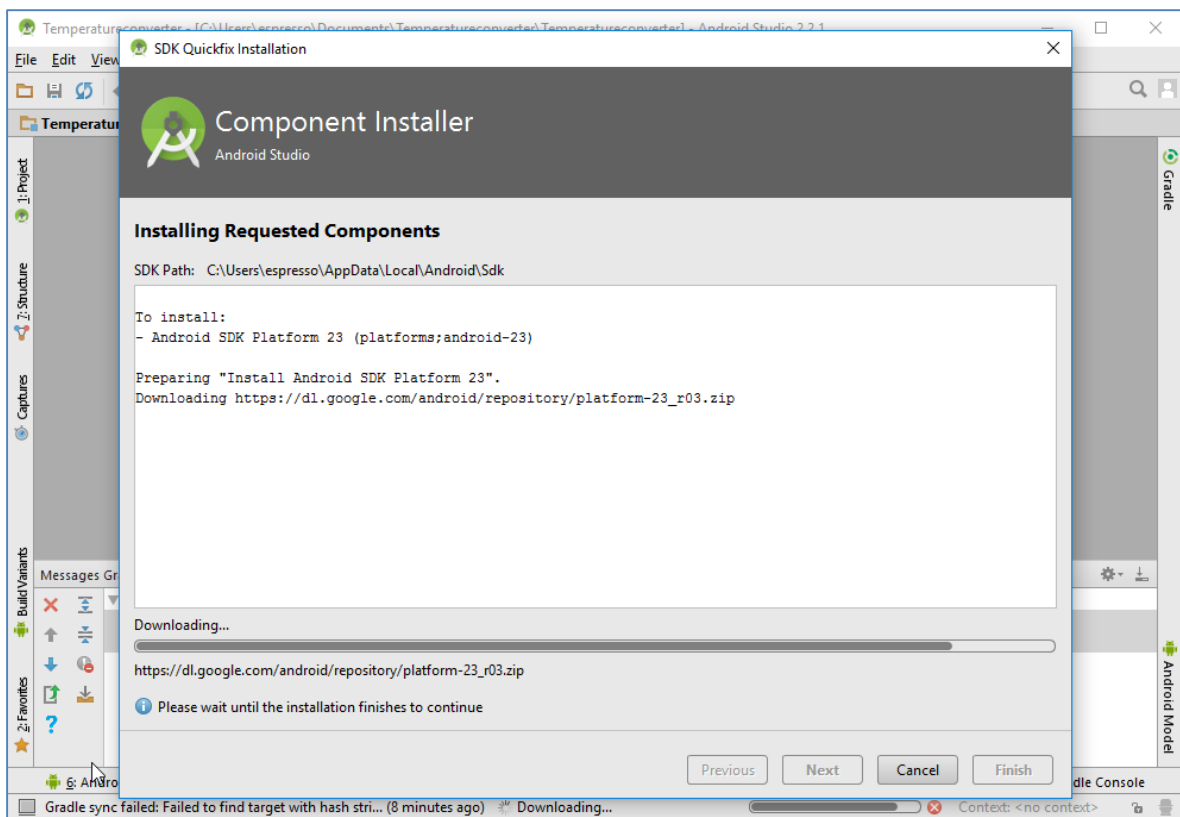 Temperatureconverter - [C:\Users\espresso\Documents\Temperatureconverter\Temperatureconverter] - Android Studio 2.2.1
SDK Quickfix Installation
File Edit View
Component Installer
Android Studio
Temperatur
1: Project
7: Structure
Captures
Build Variants
2: Favorites
Gradle
Android Model
Installing Requested Components
SDK Path: C:\Users\espresso\AppData\Local\Android\Sdk
To install:
- Android SDK Platform 23 (platforms;android-23)
Preparing "Install Android SDK Platform 23".
Downloading https://dl.google.com/android/repository/platform-23_r03.zip
Messages Gr
Downloading...
https://dl.google.com/android/repository/platform-23_r03.zip
Please wait until the installation finishes to continue
Previous Next Cancel Finish
6: Andro
dle Console
Gradle sync failed: Failed to find target with hash stri... (8 minutes ago) Downloading... Context: <no context>